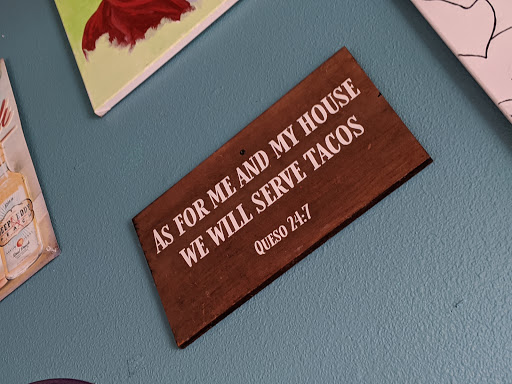 AS FOR ME AND MY HOUSE
WE WILL SERVE TACOS
QUESO 24:7